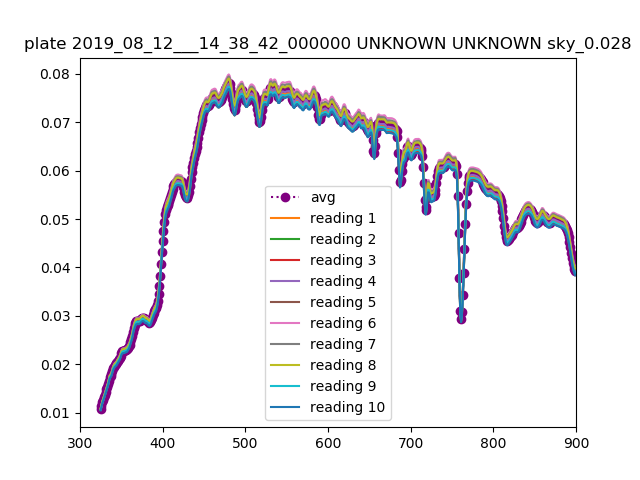 plate 2019_08_12___14_38_42_000000 UNKNOWN UNKNOWN sky_0.028
0.08
0.07
0.06
0.05
0.04
0.03
0.02
0.01
avg
reading 1
reading 2
reading 3
reading 4
reading 5
reading 6
reading 7
reading 8
reading 9
reading 10
300 400 500 600 700 800 900